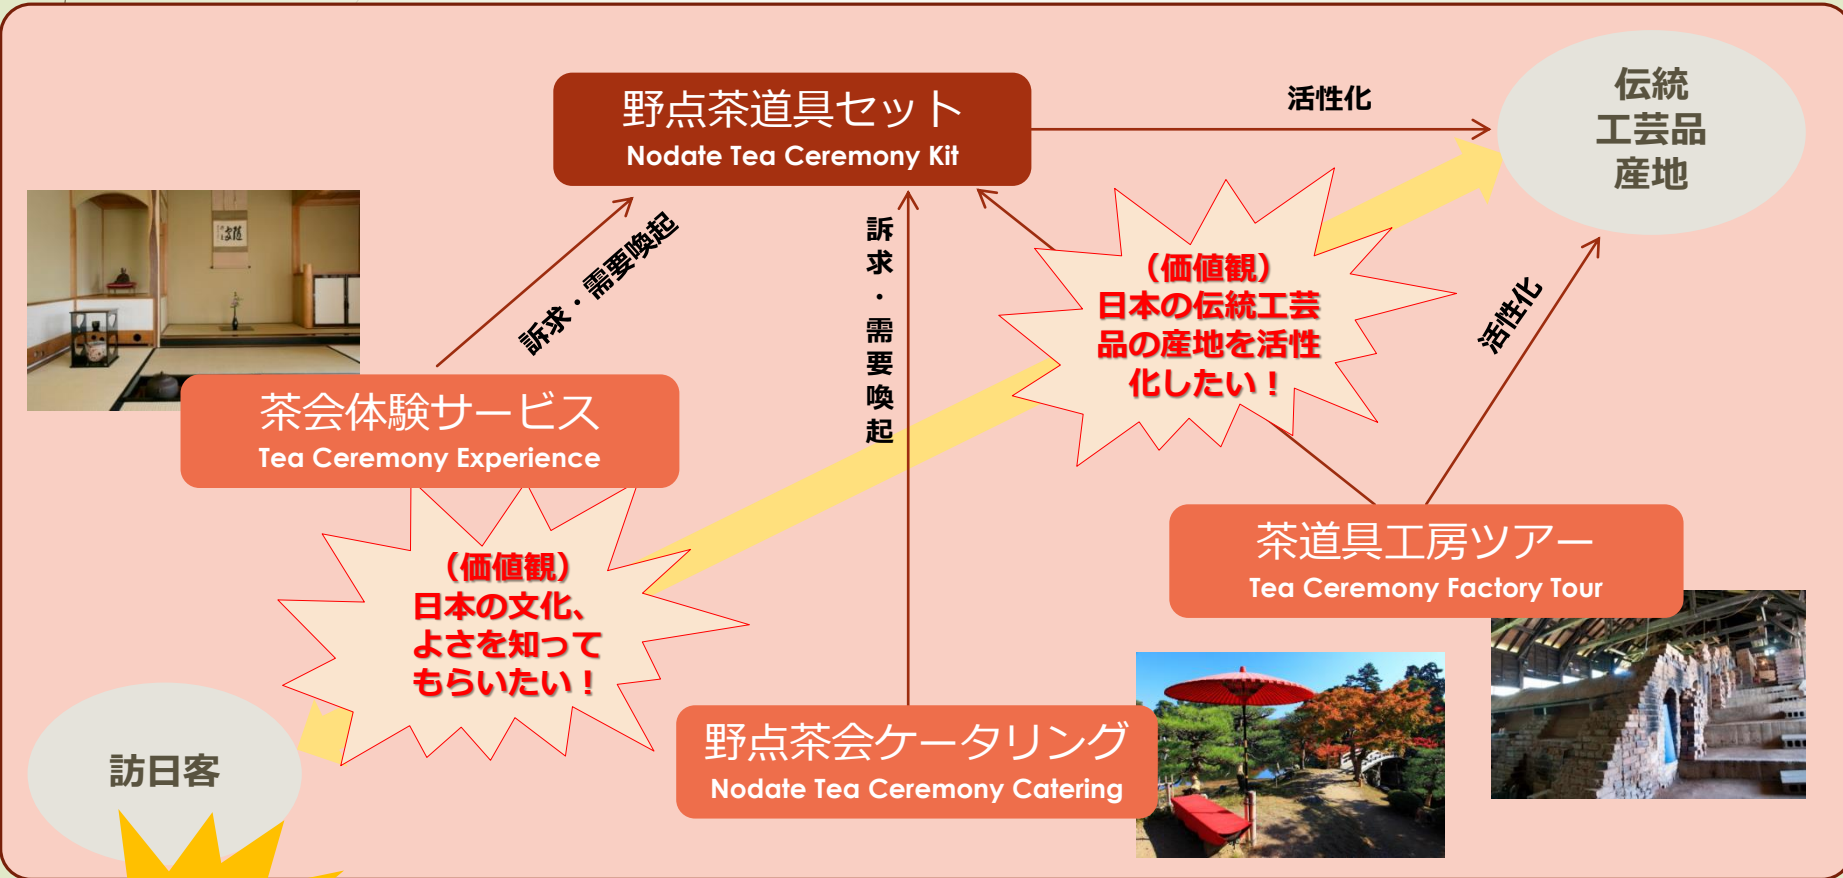 野点茶道具セット
Nodate Tea Ceremony Kit
活性化
伝統
工芸品
産地
訴求・需要喚起
訴求・需要喚起
(価値観)
日本の伝統工芸
品の産地を活性
化したい！
活性化
茶会体験サービス
Tea Ceremony Experience
(価値観)
日本の文化、
よさを知って
もらいたい！
茶道具工房ツアー
Tea Ceremony Factory Tour
訪日客
野点茶会ケータリング
Nodate Tea Ceremony Catering